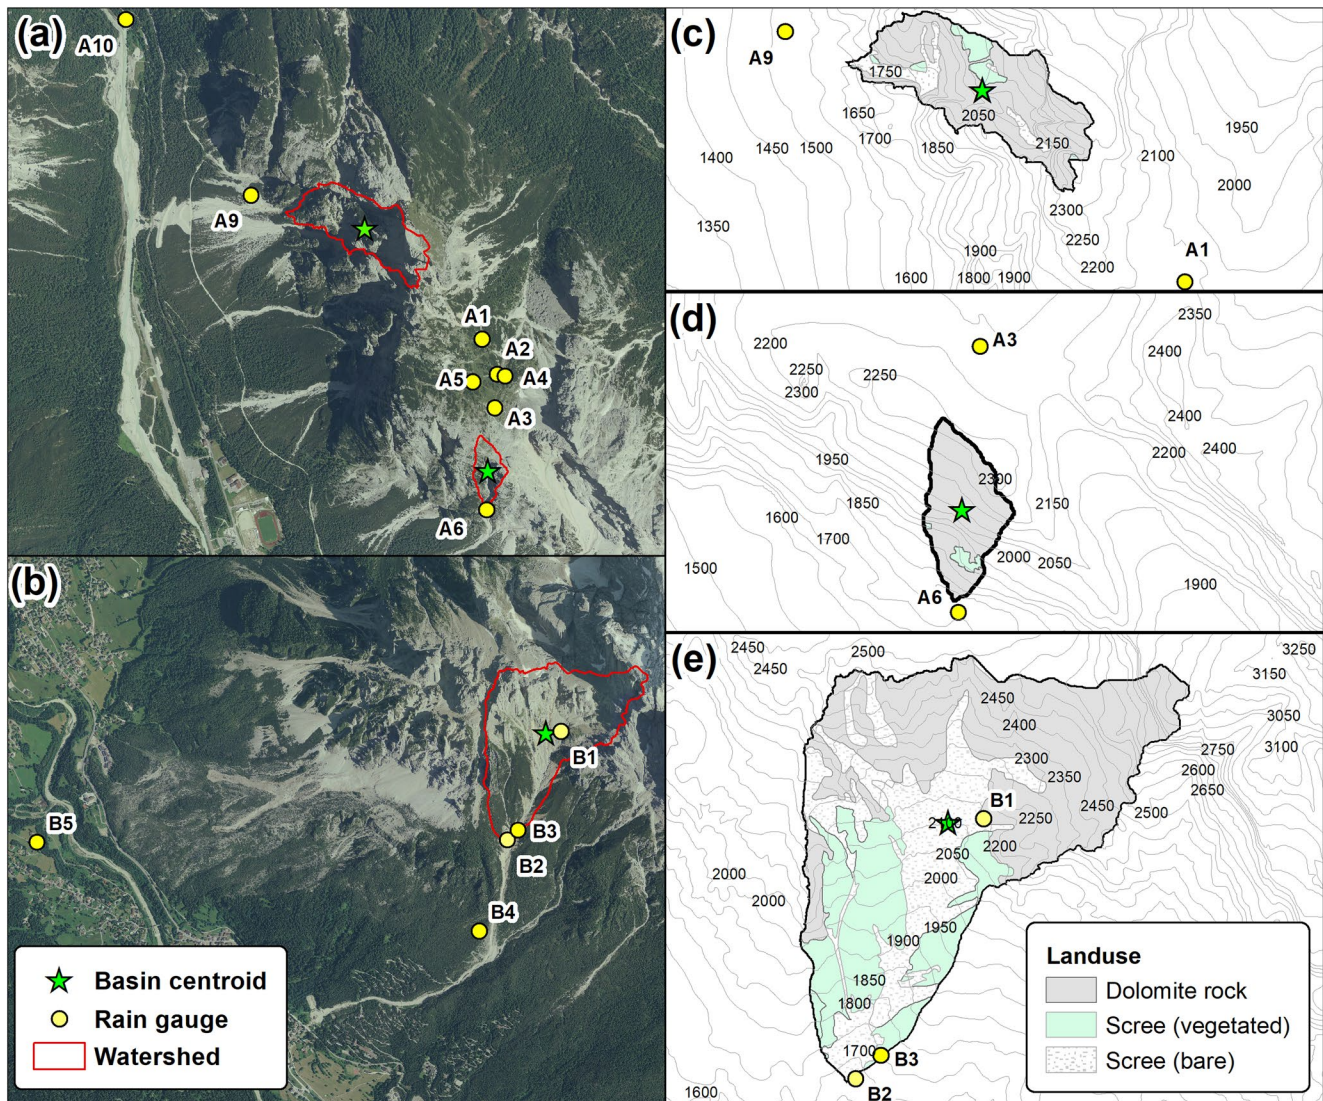 (a)
A10
A9
A1
A2
A5
A4
A3
A6
(b)
B1
B5
B3
B2
B4
Basin centroid
Rain gauge
Watershed
(c)
A9
1750
1650
2050
1950
1700
1850
2150
2100
1400
1450
1500
2000
2300
1350
2250
A1
1900
2200
1600
1800
1900
(d)
2350
2200
A3
2400
2250
2250
2300
2400
1950
2200
2400
2300
1850
2150
1600
1700
2000
2050
1500
1900
A6
(e)
2450
2500
3250
2450
3150
2450
3050
2400
2750
3100
2300
2600
2350
2650
B1
2450
2500
2250
2200
2050
2000
2000
2000
1950
1900
1850
1800
1700
B3
B2
1600
Landuse
Dolomite rock
Scree (vegetated)
Scree (bare)